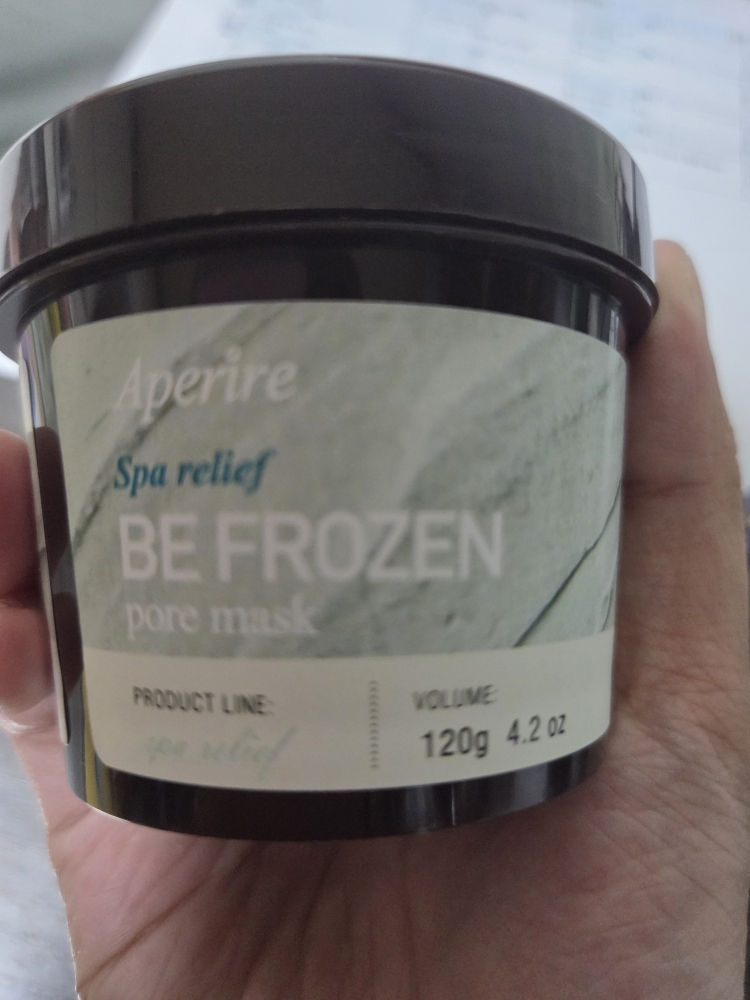 Aperire
Spa relief
BE FROZEN
pore mask
PRODUCT LINE:
spa relief
VOLUME:
120g 4.2 oz